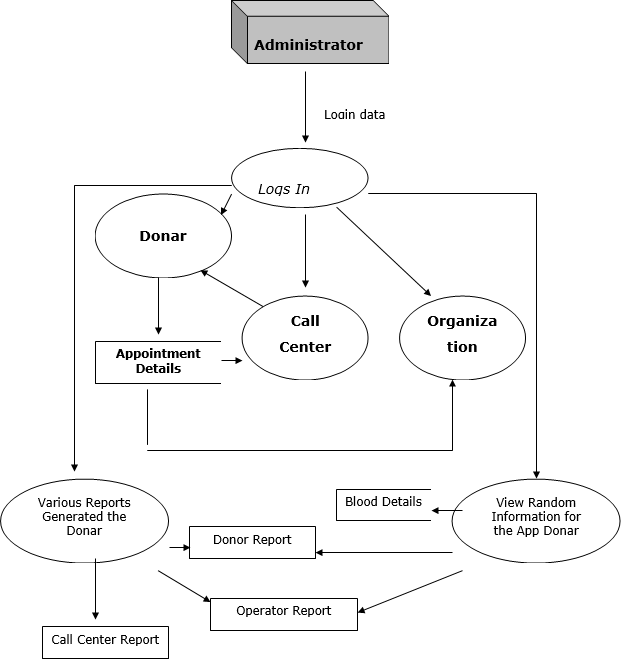 Administrator
Login data
Logs In
Donar
Call
Center
Organiza
tion
Appointment
Details
Various Reports
Generated the
Donar
Blood Details
View Random
Information for
the App Donar
Donor Report
Operator Report
Call Center Report